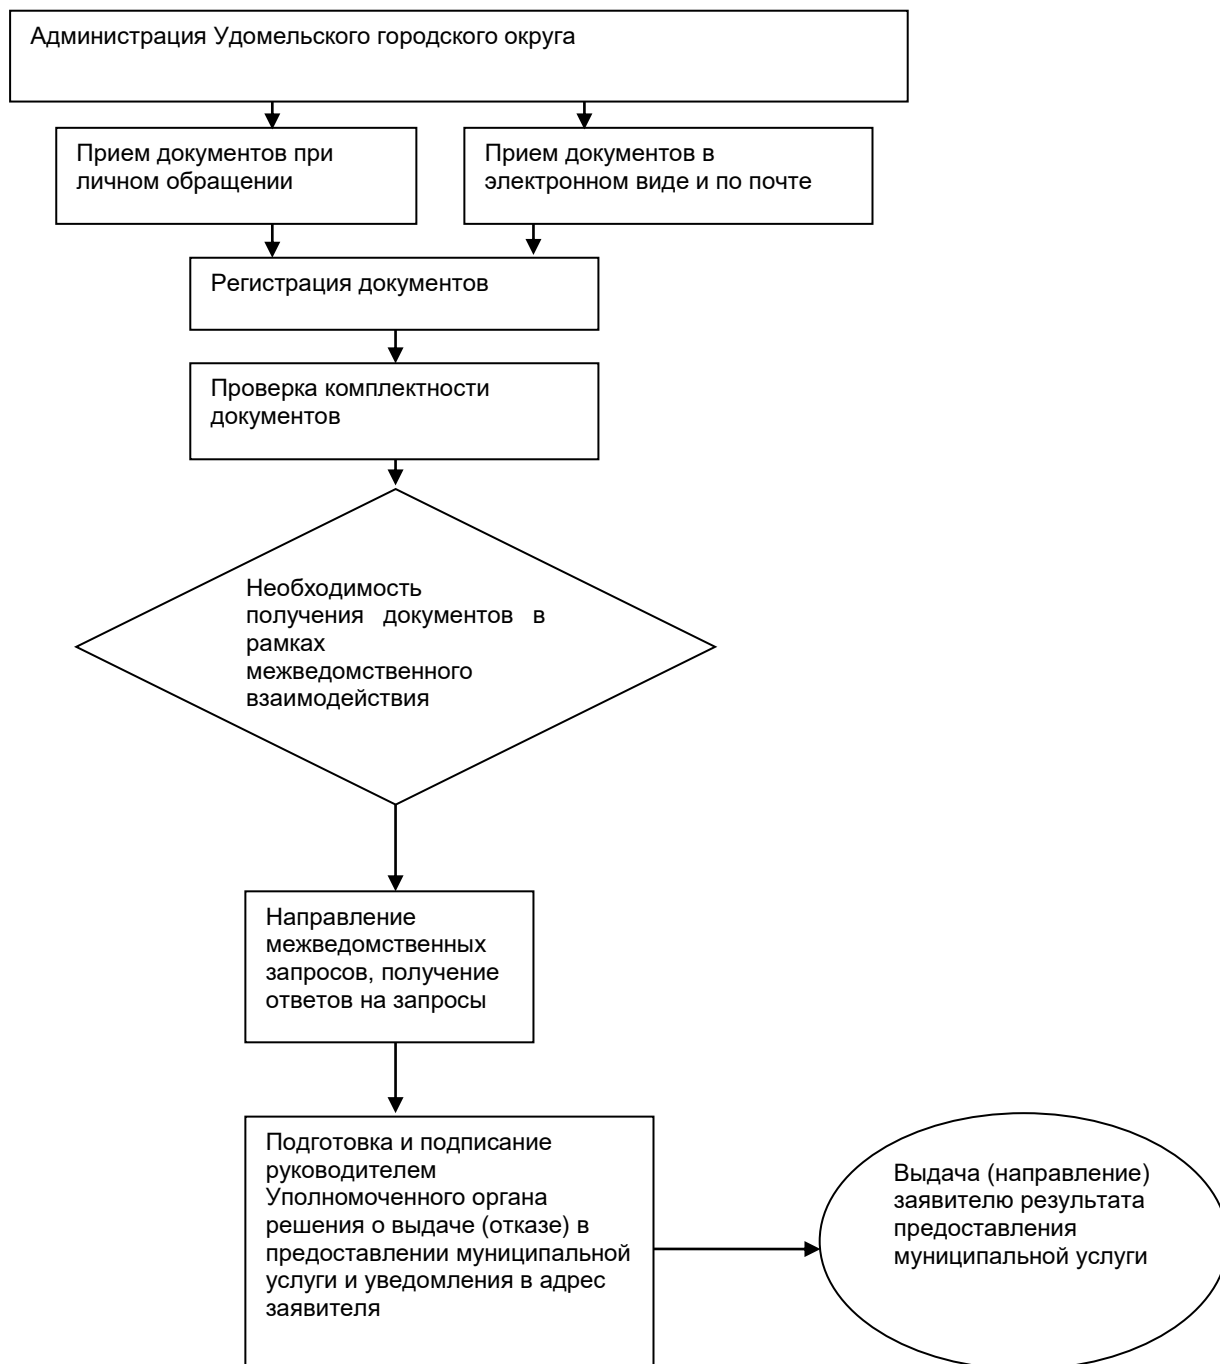 Администрация Удомельского городского округа
Прием документов при
личном обращении
Прием документов в
электронном виде и по почте
Регистрация документов
Проверка комплектности
документов
Необходимость
получения документов в
рамках
межведомственного
взаимодействия
Направление
межведомственных
запросов, получение
ответов на запросы
Подготовка и подписание
руководителем
Уполномоченного органа
решения о выдаче (отказе) в
предоставлении муниципальной
услуги и уведомления в адрес
заявителя
Выдача (направление)
заявителю результата
предоставления
муниципальной услуги